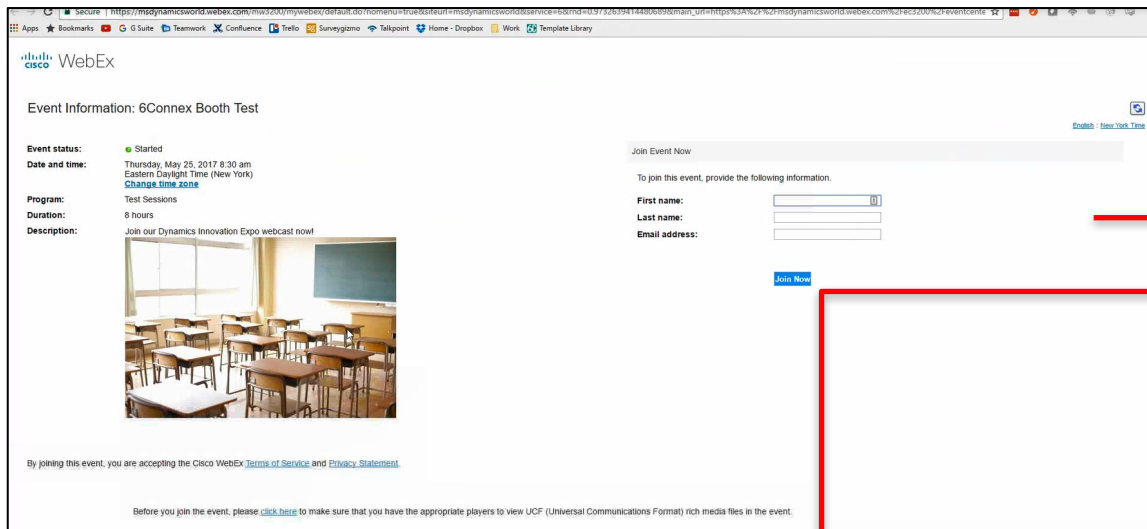 Secure https://msdynamicsworld.webex.com/mw3200/mywebex/default.do?nomenu=true&siteurl=msdynamicsworld&service=6&rnd=0.9732639414480689&main_url=https%3A%2F%2Fmsdynamicsworld.webex.com%2Fec3200%2Feventcente
Apps Bookmarks G Suite Teamwork Confluence Trello Surveygizmo Talkpoint Home - Dropbox Work Template Library
CISCO WebEx
Event Information: 6Connex Booth Test
English : New York Time
Event status: Started
Date and time: Thursday, May 25, 2017 8:30 am
Eastern Daylight Time (New York)
Change time zone
Program: Test Sessions
Duration: 8 hours
Description: Join our Dynamics Innovation Expo webcast now!
Join Event Now
To join this event, provide the following information.
First name:
Last name:
Email address:
Join Now
By joining this event, you are accepting the Cisco WebEx Terms of Service and Privacy Statement.
Before you join the event, please click here to make sure that you have the appropriate players to view UCF (Universal Communications Format) rich media files in the event.